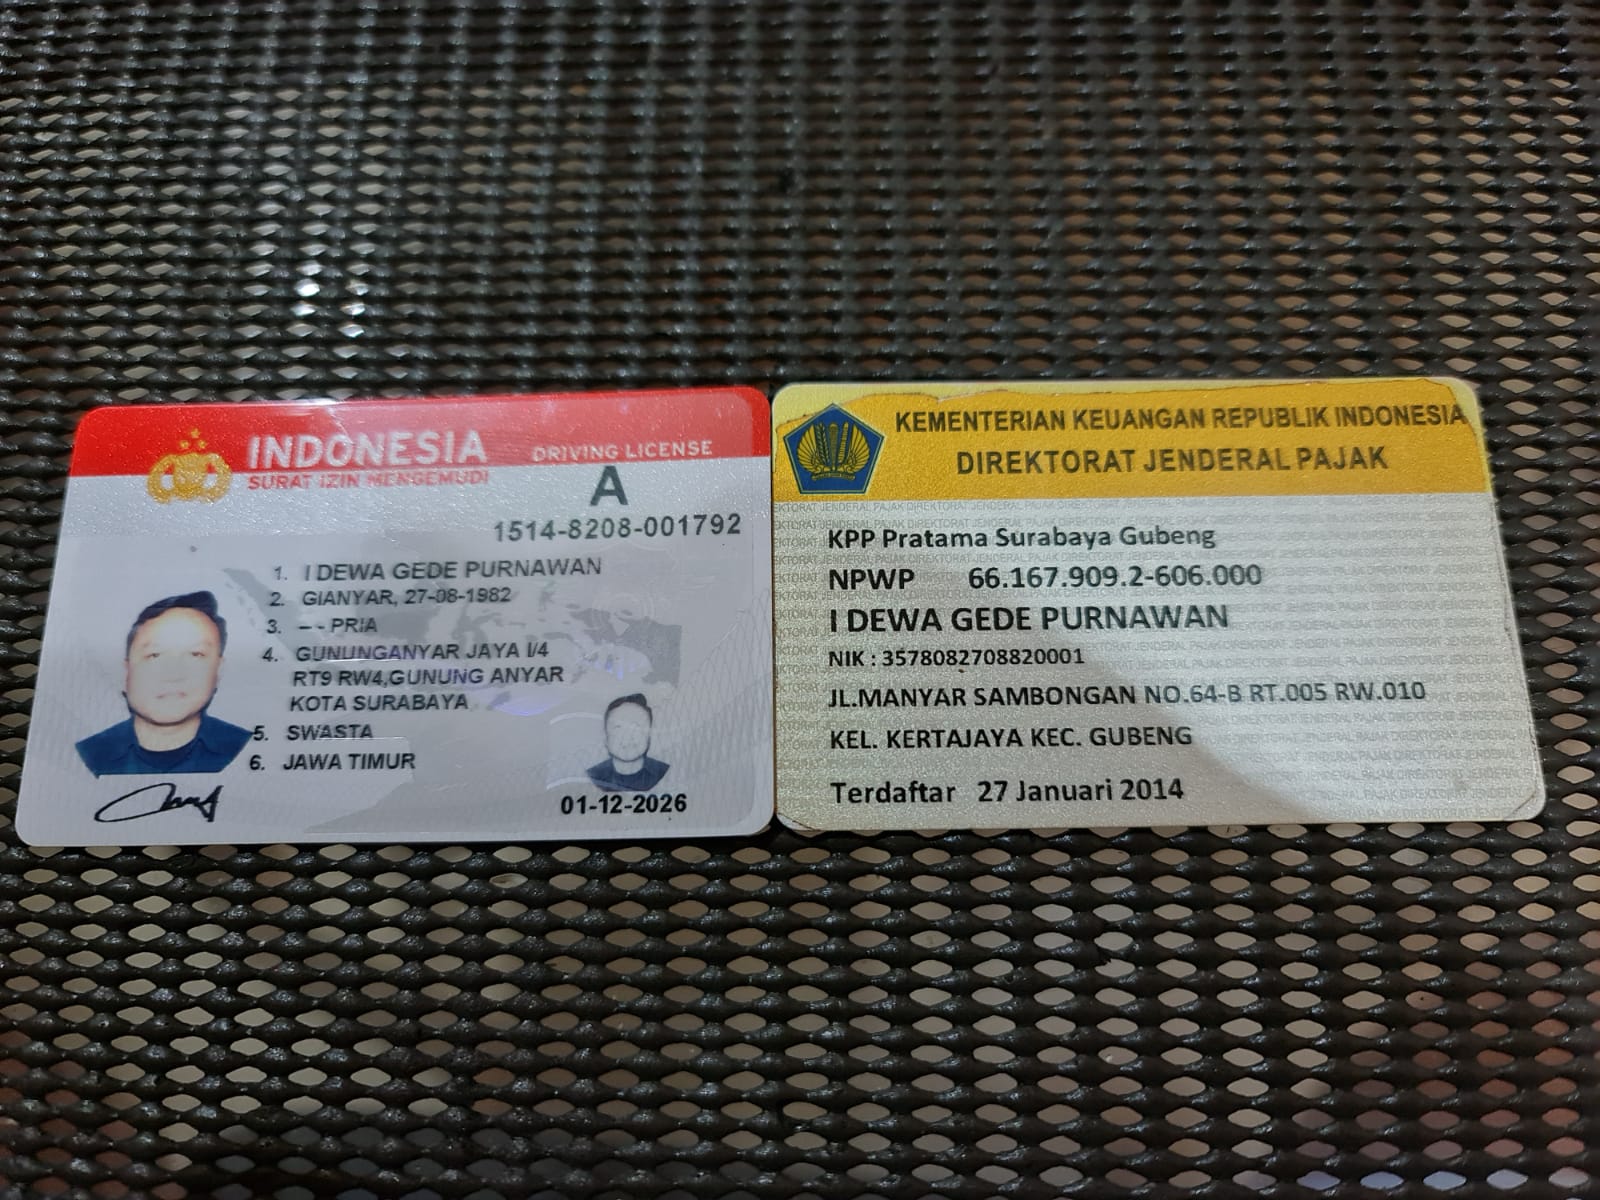 INDONESIA
SURAT IZIN MENGEMUDI
DRIVING LICENSE
A
1514-8208-001792
1. I DEWA GEDE PURNAWAN
2. GIANYAR, 27-08-1982
3. - - PRIA
4. GUNUNGANYAR JAYA I/4
RT9 RW4,GUNUNG ANYAR
KOTA SURABAYA
5. SWASTA
6. JAWA TIMUR
01-12-2026
KEMENTERIAN KEUANGAN REPUBLIK INDONESIA
DIREKTORAT JENDERAL PAJAK
KPP Pratama Surabaya Gubeng
NPWP 66.167.909.2-606.000
I DEWA GEDE PURNAWAN
NIK : 3578082708820001
JL.MANYAR SAMBONGAN NO.64-B RT.005 RW.010
KEL. KERTAJAYA KEC. GUBENG
Terdaftar 27 Januari 2014